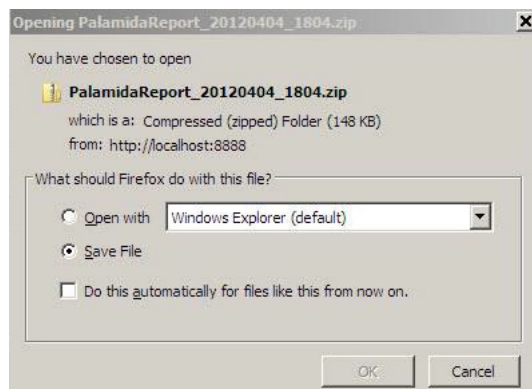 Opening PalamidaReport_20120404_1804.zip
You have chosen to open
PalamidaReport_20120404_1804.zip
which is a: Compressed (zipped) Folder (148 KB)
from: http://localhost:8888
What should Firefox do with this file?
Open with Windows Explorer (default)
Save File
Do this automatically for files like this from now on.
OK Cancel